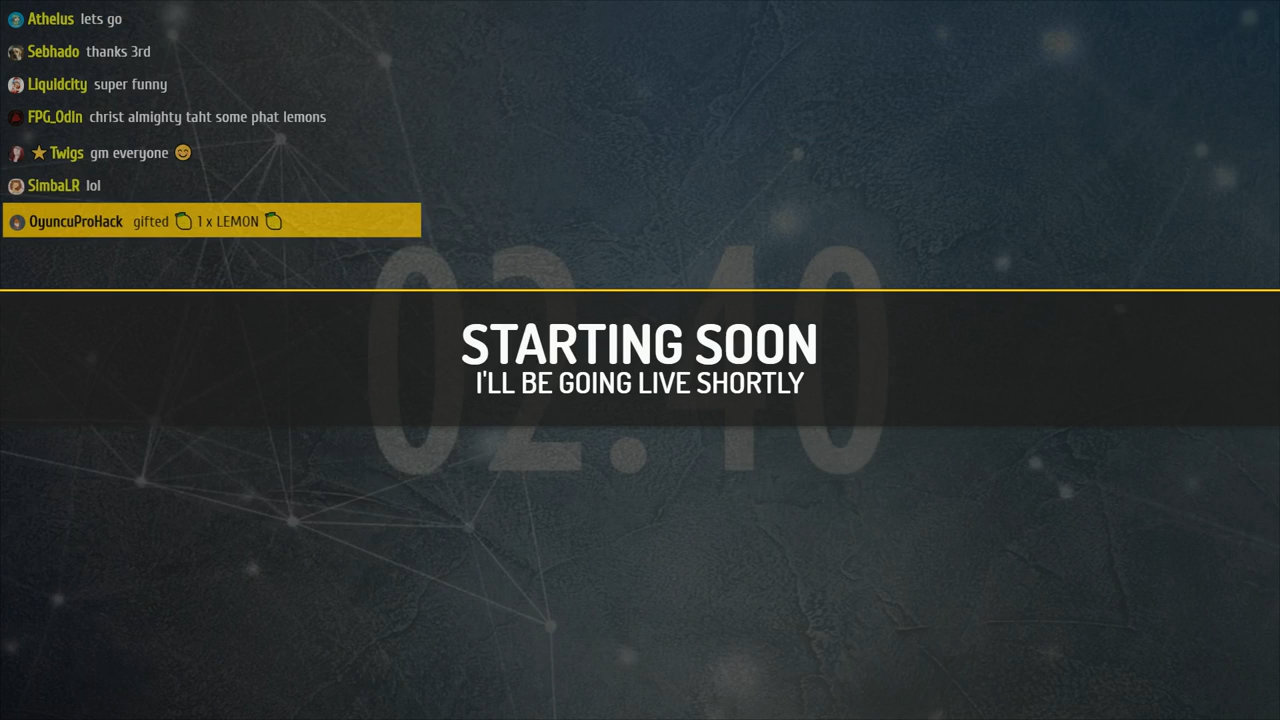 Athelus lets go
Sebhado thanks 3rd
Liquidcity super funny
FPG_Odin christ almighty taht some phat lemons
Twigs gm everyone 😊
SimbaLR lol
OyuncuProHack gifted 🍋 1 x LEMON 🍋
02:40
STARTING SOON
I'LL BE GOING LIVE SHORTLY